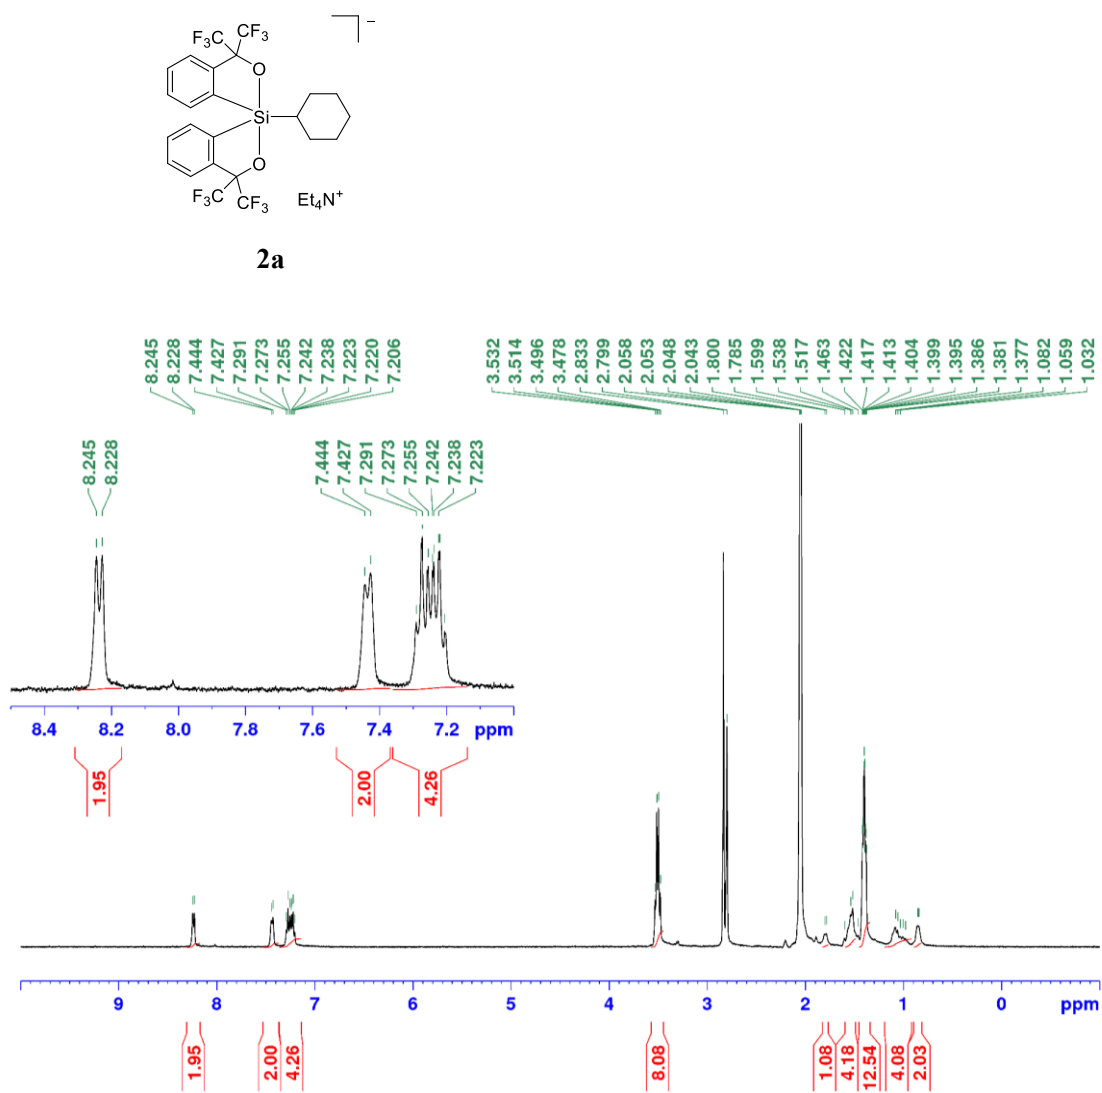 F3C CF3
O
Si
O
F3C CF3
Et4N+
−
2a
8.245 8.228 7.444 7.427 7.291 7.273 7.255 7.242 7.238 7.223 7.220 7.206 3.532 3.514 3.496 3.478 2.833 2.799 2.058 2.053 2.048 2.043 1.800 1.785 1.599 1.538 1.517 1.463 1.422 1.417 1.413 1.404 1.399 1.395 1.386 1.381 1.377 1.082 1.059 1.032
8.245 8.228 7.444 7.427 7.291 7.273 7.255 7.242 7.238 7.223
8.4 8.2 8.0 7.8 7.6 7.4 7.2 ppm
1.95 2.00 4.26
9 8 7 6 5 4 3 2 1 0 ppm
1.95 2.00 4.26 8.08 1.08 4.18 12.54 4.08 2.03